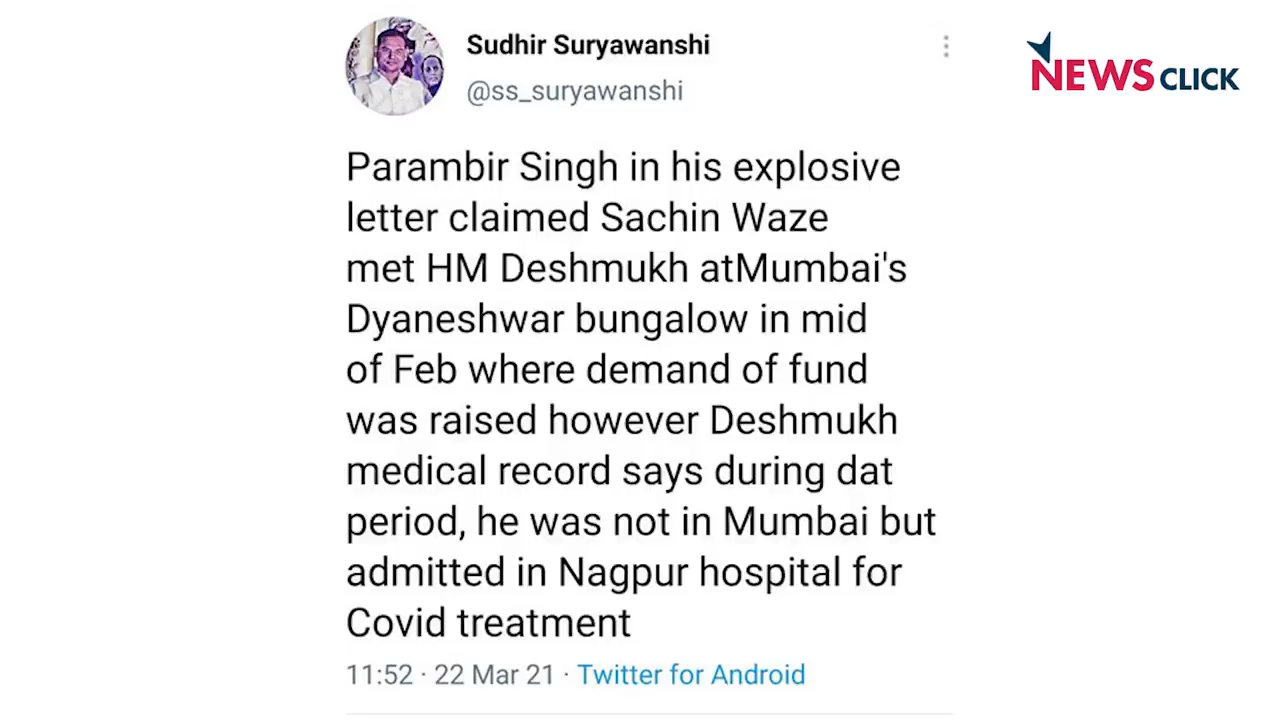 Sudhir Suryawanshi
@ss_suryawanshi
NEWS CLICK
Parambir Singh in his explosive
letter claimed Sachin Waze
met HM Deshmukh atMumbai's
Dyaneshwar bungalow in mid
of Feb where demand of fund
was raised however Deshmukh
medical record says during dat
period, he was not in Mumbai but
admitted in Nagpur hospital for
Covid treatment
11:52 · 22 Mar 21 · Twitter for Android